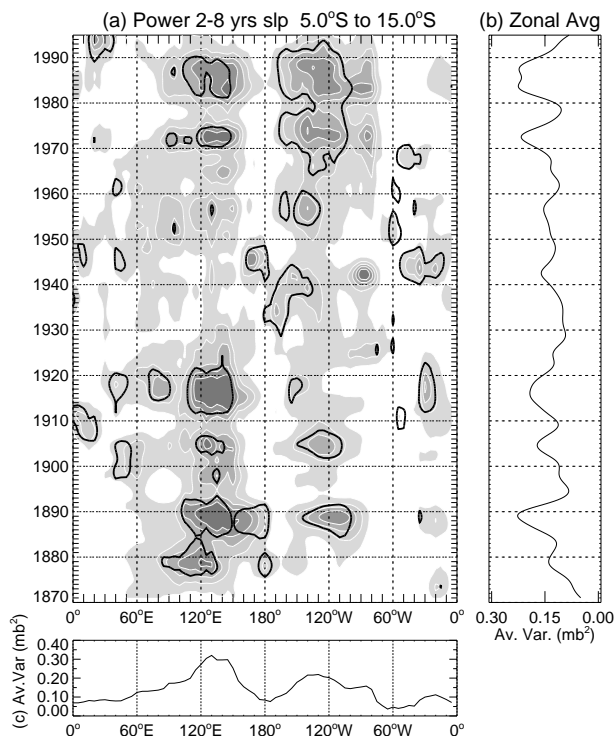 (a) Power 2-8 yrs slp 5.0°S to 15.0°S
(b) Zonal Avg
1990
1980
1970
1960
1950
1940
1930
1920
1910
1900
1890
1880
1870
0° 60°E 120°E 180° 120°W 60°W 0°
0.30 0.15 0.00
Av. Var. (mb²)
(c) Av.Var (mb²)
0.40
0.30
0.20
0.10
0.00
0° 60°E 120°E 180° 120°W 60°W 0°